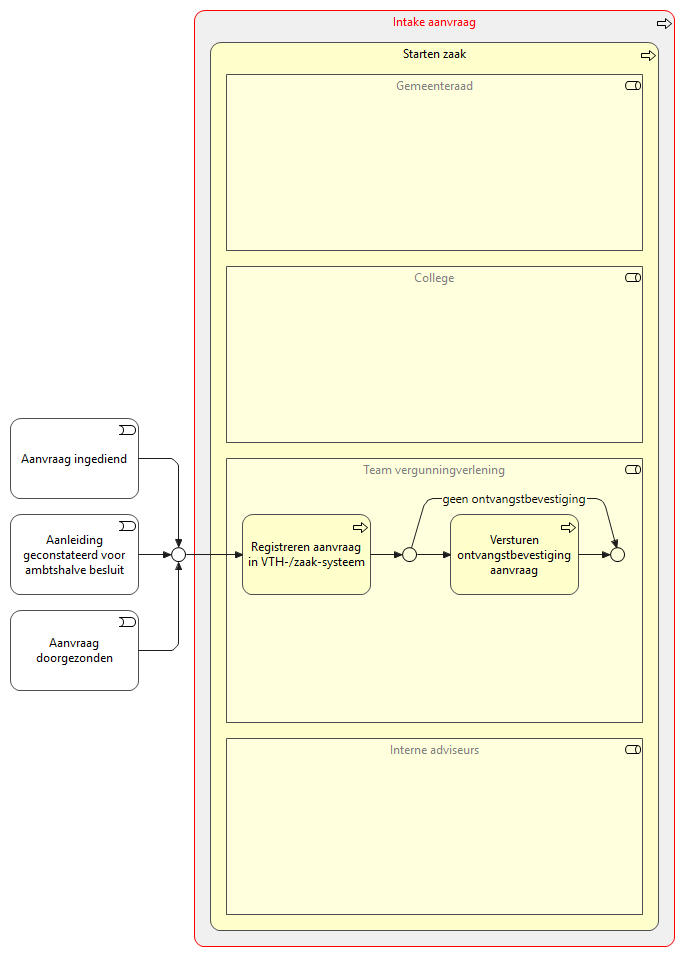 Intake aanvraag
Starten zaak
Gemeenteraad
College
Aanvraag ingediend
Aanleiding
geconstateerd voor
ambtshalve besluit
Aanvraag
doorgezonden
Team vergunningverlening
geen ontvangstbevestiging
Registreren aanvraag
in VTH-/zaak-systeem
Versturen
ontvangstbevestiging
aanvraag
Interne adviseurs